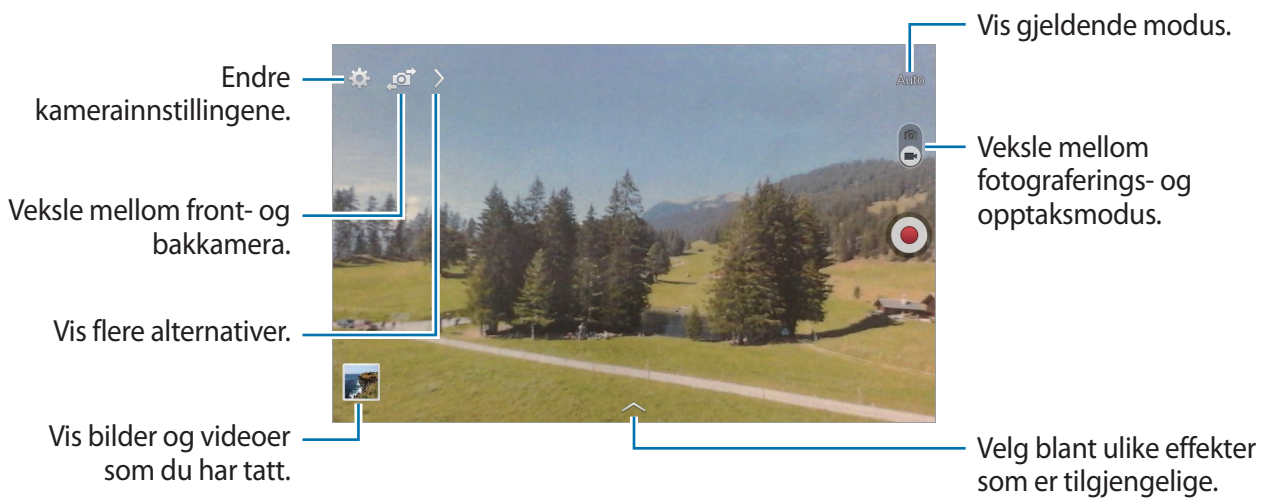 Endre
kamerainnstillingene.
Veksle mellom front- og
bakkamera.
Vis flere alternativer.
Vis bilder og videoer
som du har tatt.
Auto
Vis gjeldende modus.
Veksle mellom
fotograferings- og
opptaksmodus.
Velg blant ulike effekter
som er tilgjengelige.